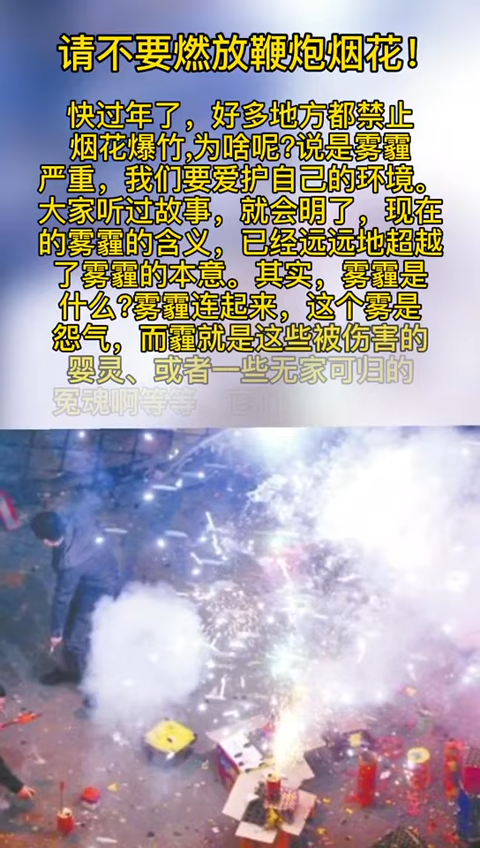 请不要燃放鞭炮烟花！
快过年了，好多地方都禁止
烟花爆竹,为啥呢?说是雾霾
严重，我们要爱护自己的环境。
大家听过故事，就会明了，现在
的雾霾的含义，已经远远地超越
了雾霾的本意。其实，雾霾是
什么?雾霾连起来，这个雾是
怨气，而霾就是这些被伤害的
婴灵、或者一些无家可归的
冤魂啊等等